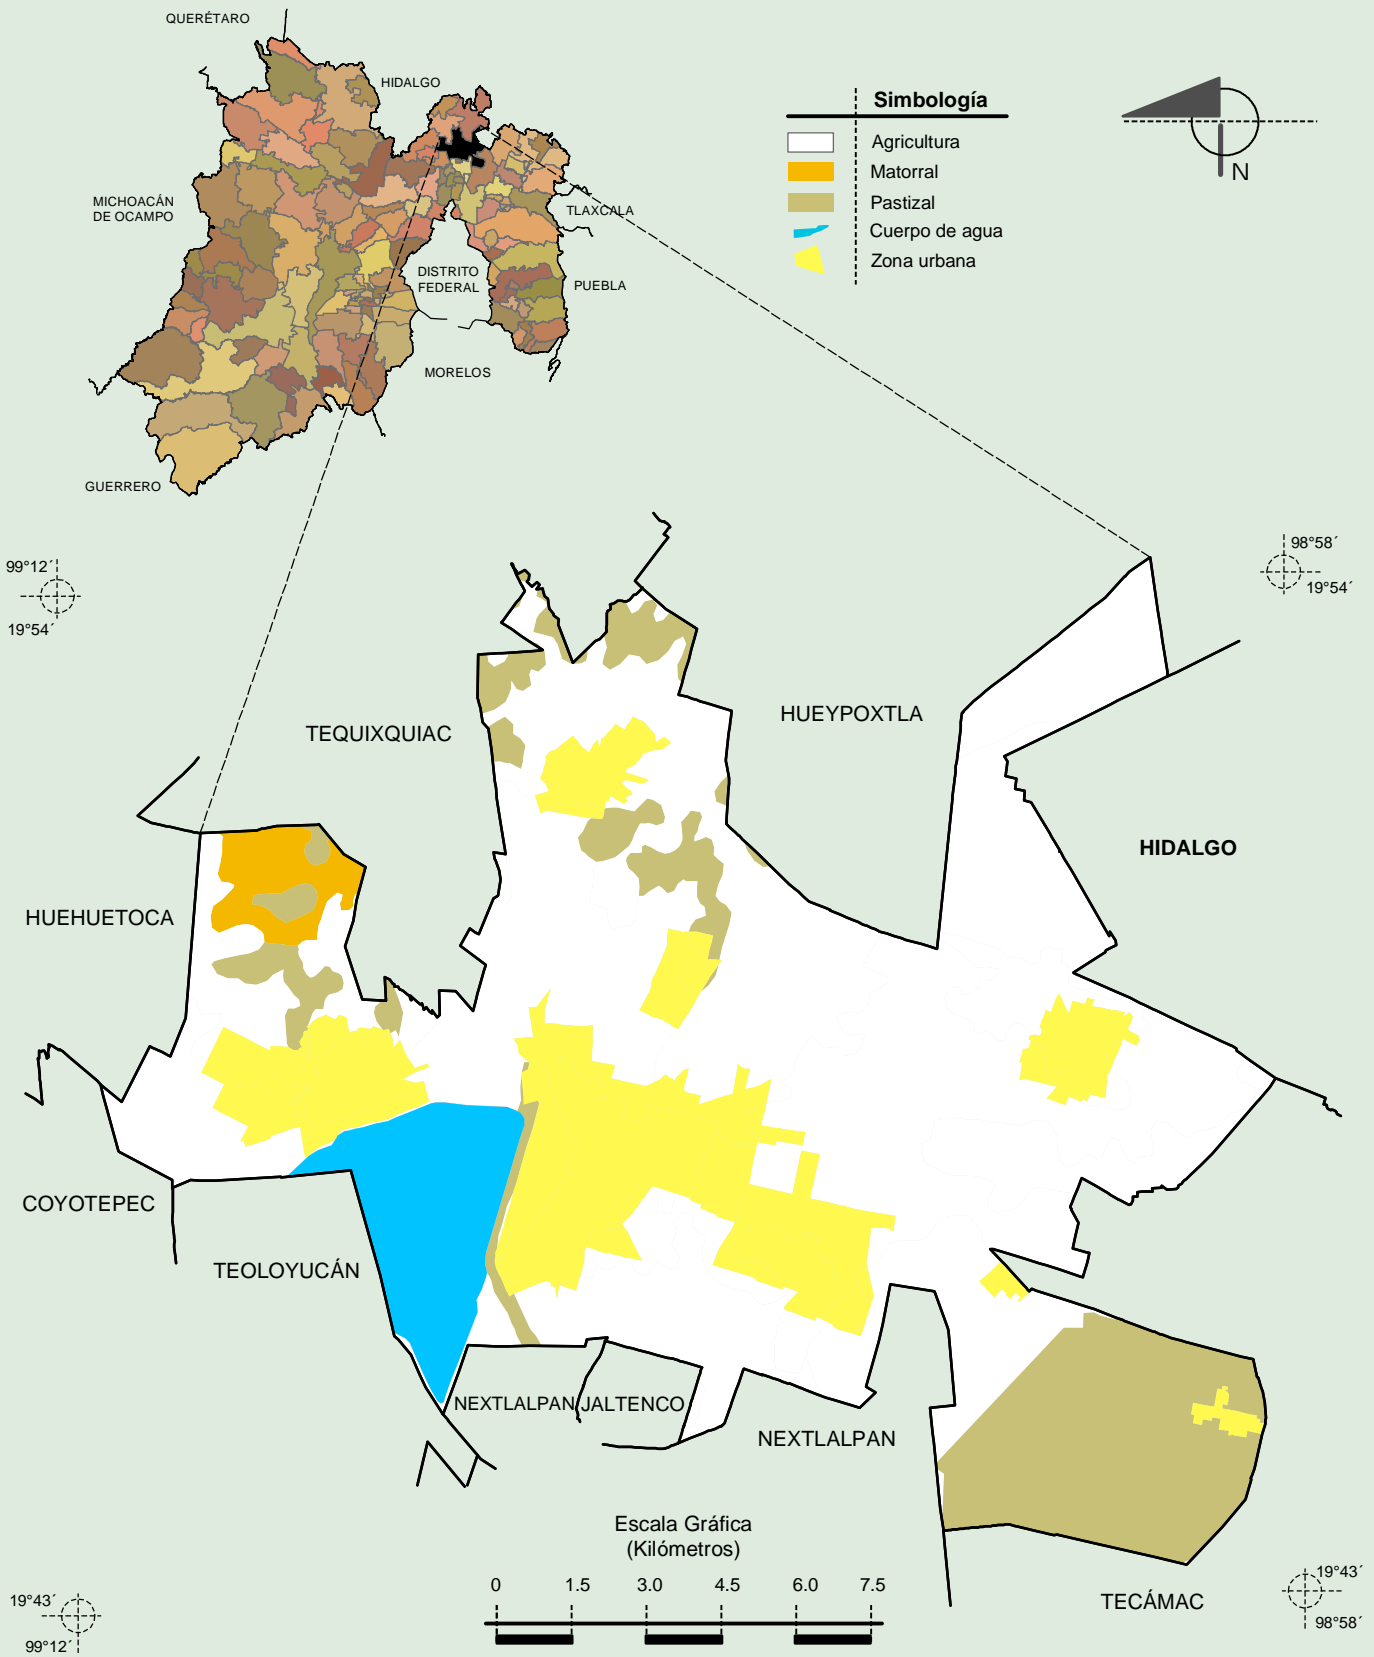 QUERÉTARO
HIDALGO
MICHOACÁN
DE OCAMPO
TLAXCALA
DISTRITO
FEDERAL
PUEBLA
MORELOS
GUERRERO
Simbología
Agricultura
Matorral
Pastizal
Cuerpo de agua
Zona urbana
N
99°12´
19°54´
98°58´
19°54´
TEQUIXQUIAC
HUEYPOXTLA
HIDALGO
HUEHUETOCA
COYOTEPEC
TEOLOYUCÁN
NEXTLALPAN
JALTENCO
NEXTLALPAN
TECÁMAC
Escala Gráfica
(Kilómetros)
0 1.5 3.0 4.5 6.0 7.5
19°43´
99°12´
19°43´
98°58´